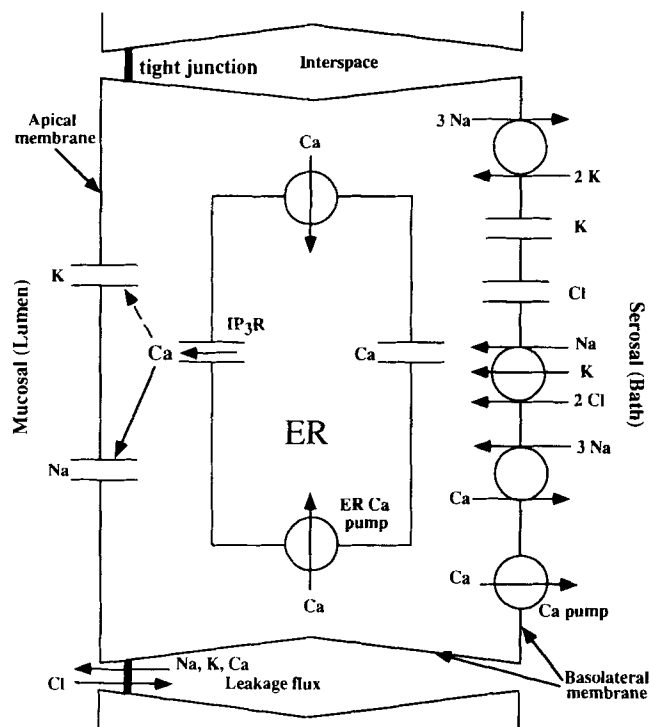 tight junction
Interspace
Apical
membrane
3 Na
2 K
Ca
K
K
Cl
IP₃R
Ca
Ca
Na
K
2 Cl
Mucosal (Lumen)
Serosal (Bath)
ER
Na
3 Na
Ca
ER Ca
pump
Ca
Ca
Ca pump
Na, K, Ca
Cl
Leakage flux
Basolateral
membrane